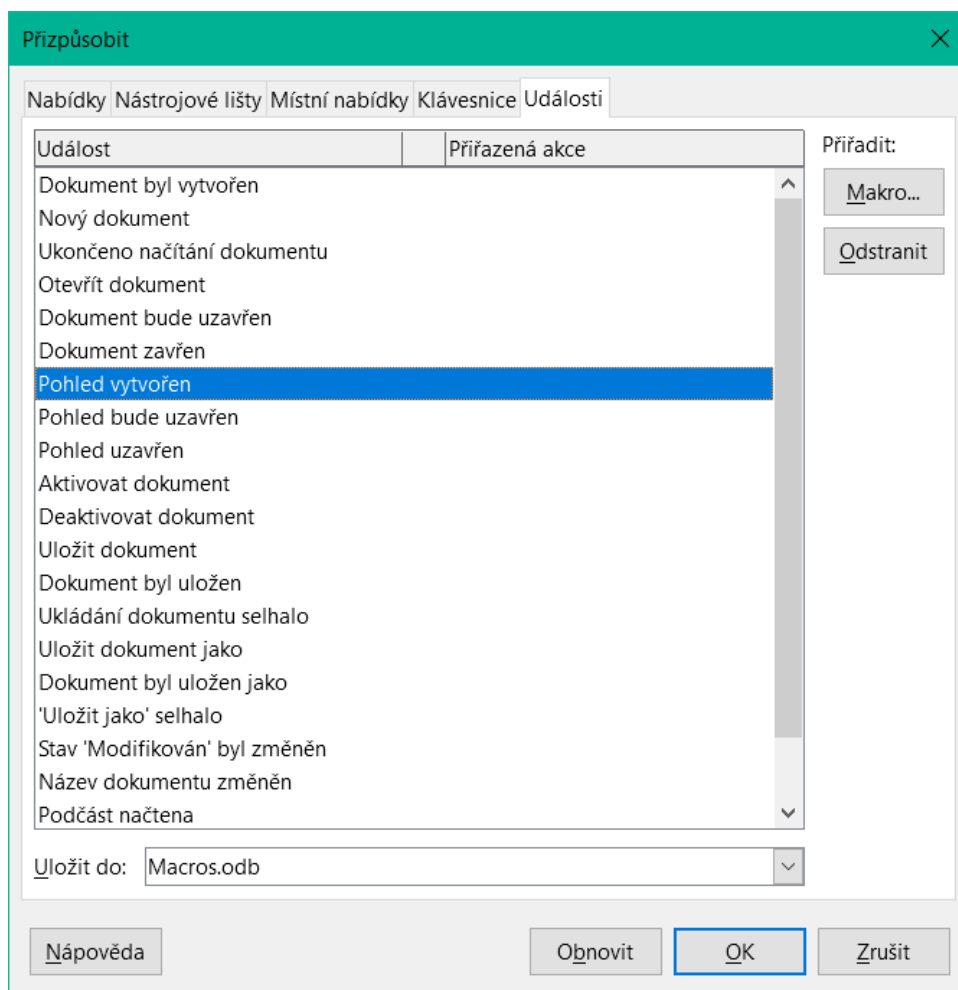 Přizpůsobit
Nabídky Nástrojové lišty Místní nabídky Klávesnice Události
Událost Přiřazená akce
Přiřadit:
Dokument byl vytvořen
Makro...
Nový dokument
Ukončeno načítání dokumentu
Odstranit
Otevřít dokument
Dokument bude uzavřen
Dokument zavřen
Pohled vytvořen
Pohled bude uzavřen
Pohled uzavřen
Aktivovat dokument
Deaktivovat dokument
Uložit dokument
Dokument byl uložen
Ukládání dokumentu selhalo
Uložit dokument jako
Dokument byl uložen jako
'Uložit jako' selhalo
Stav 'Modifikován' byl změněn
Název dokumentu změněn
Podčást načtena
Uložit do: Macros.odb
Nápověda Obnovit OK Zrušit